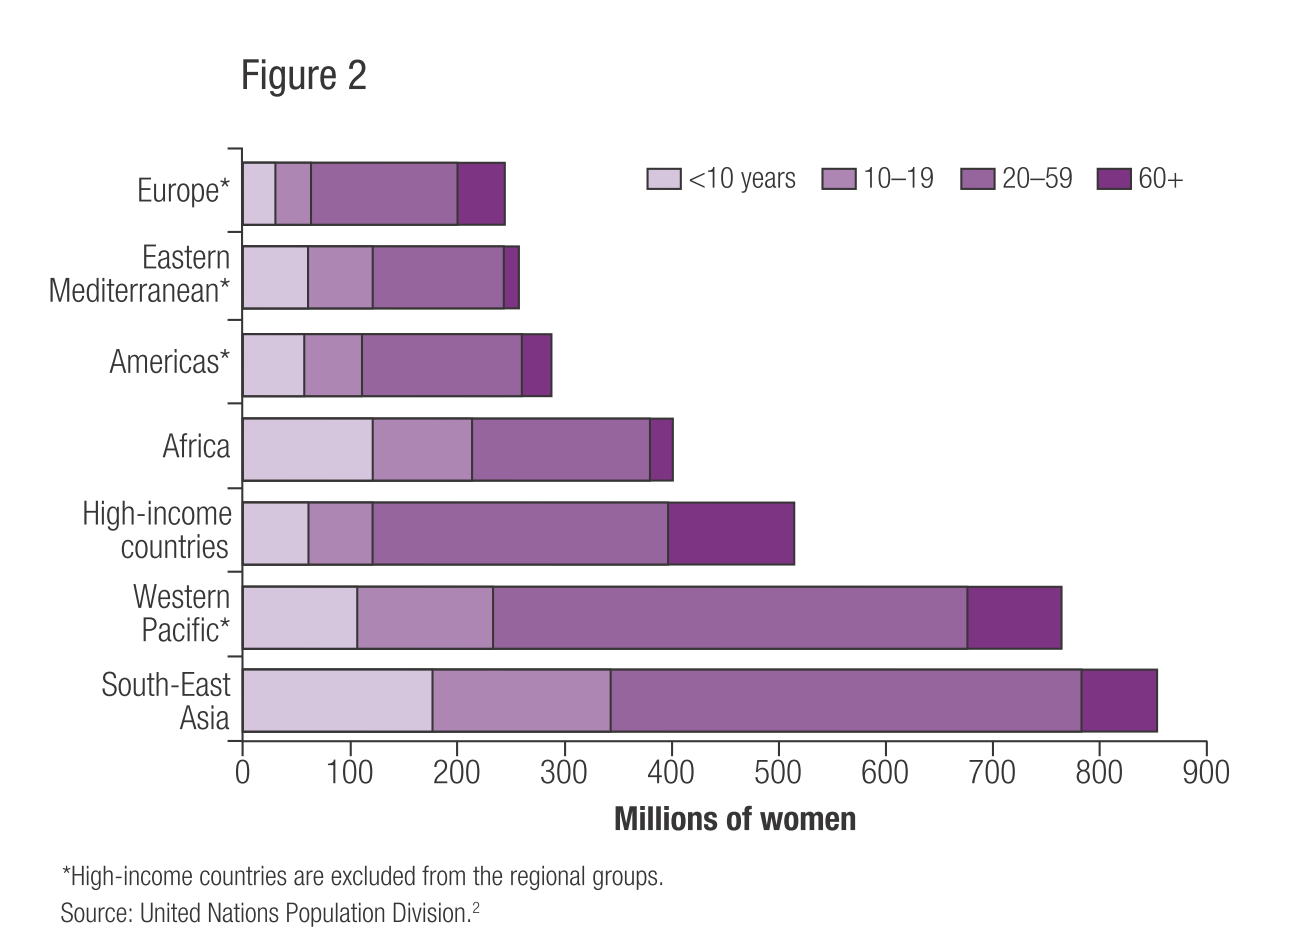 Figure 2
<10 years
10–19
20–59
60+
Europe*
Eastern
Mediterranean*
Americas*
Africa
High-income
countries
Western
Pacific*
South-East
Asia
0 100 200 300 400 500 600 700 800 900
Millions of women
*High-income countries are excluded from the regional groups.
Source: United Nations Population Division.²